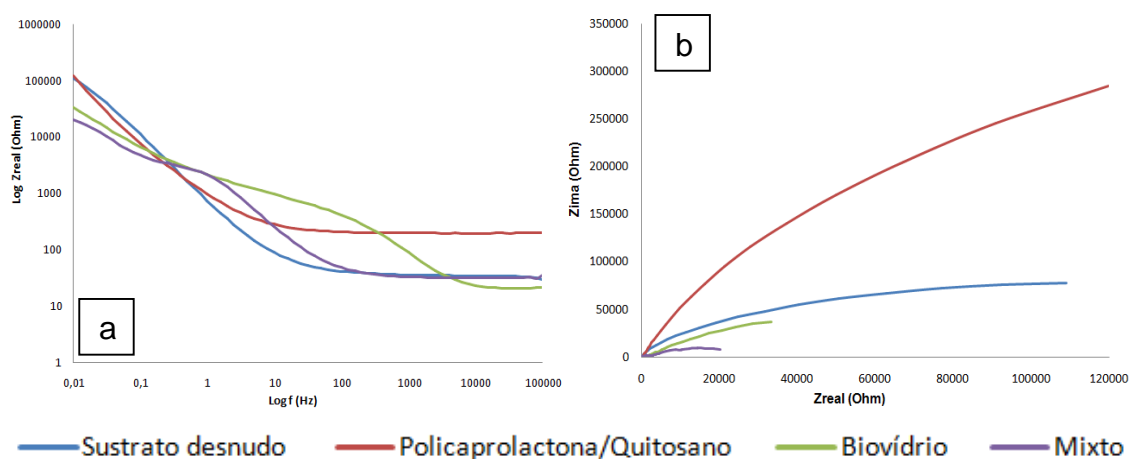 1000000
100000
10000
1000
100
10
1
Log Zreal (Ohm)
a
0,01 0,1 1 10 100 1000 10000 100000
Log f (Hz)
350000
300000
250000
200000
150000
100000
50000
0
Zima (Ohm)
b
0 20000 40000 60000 80000 100000 120000
Zreal (Ohm)
Sustrato desnudo Policaprolactona/Quitosano Biovídrio Mixto